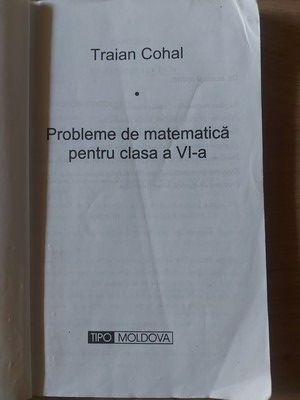 Traian Cohal
Probleme de matematică
pentru clasa a VI-a
TIPO MOLDOVA